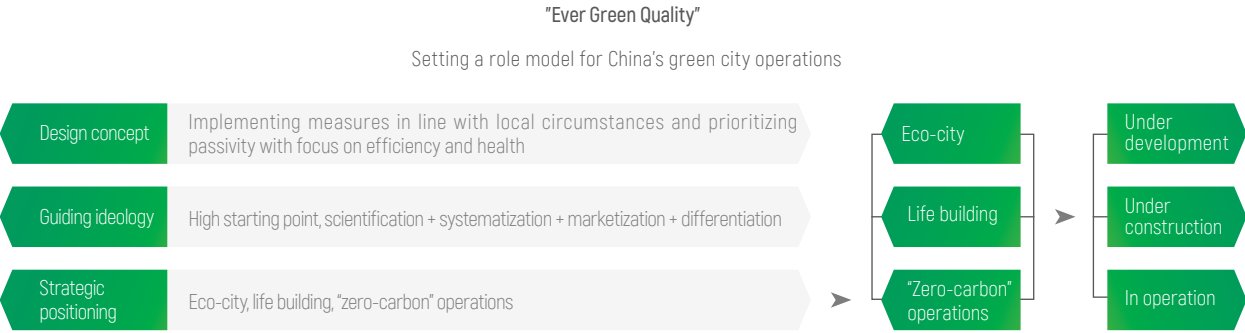 "Ever Green Quality"
Setting a role model for China's green city operations
Design concept
Implementing measures in line with local circumstances and prioritizing
passivity with focus on efficiency and health
Guiding ideology
High starting point, scientification + systematization + marketization + differentiation
Strategic
positioning
Eco-city, life building, "zero-carbon" operations
Eco-city
Life building
"Zero-carbon"
operations
Under
development
Under
construction
In operation